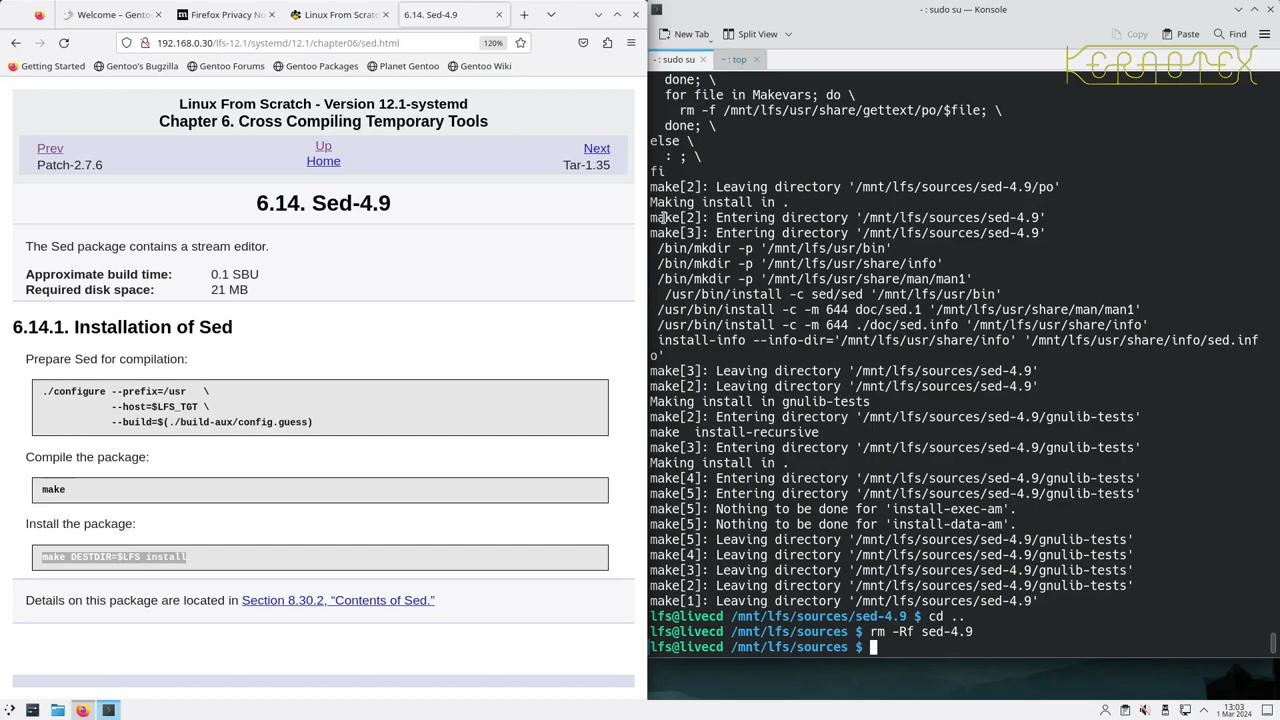 Welcome – Gentoo
Firefox Privacy No
Linux From Scratch
6.14. Sed-4.9
192.168.0.30/lfs-12.1/systemd/12.1/chapter06/sed.html
120%
Getting Started
Gentoo's Bugzilla
Gentoo Forums
Gentoo Packages
Planet Gentoo
Gentoo Wiki
Linux From Scratch - Version 12.1-systemd
Chapter 6. Cross Compiling Temporary Tools
Prev
Up
Next
Patch-2.7.6
Home
Tar-1.35
6.14. Sed-4.9
The Sed package contains a stream editor.
Approximate build time: 0.1 SBU
Required disk space: 21 MB
6.14.1. Installation of Sed
Prepare Sed for compilation:
./configure --prefix=/usr \
--host=$LFS_TGT \
--build=$(./build-aux/config.guess)
Compile the package:
make
Install the package:
make DESTDIR=$LFS install
Details on this package are located in Section 8.30.2, “Contents of Sed.”
- : sudo su — Konsole
New Tab
Split View
Copy
Paste
Find
- : sudo su
~ : top
KERNOTEX
done; \
for file in Makevars; do \
rm -f /mnt/lfs/usr/share/gettext/po/$file; \
done; \
else \
: ; \
fi
make[2]: Leaving directory '/mnt/lfs/sources/sed-4.9/po'
Making install in .
make[2]: Entering directory '/mnt/lfs/sources/sed-4.9'
make[3]: Entering directory '/mnt/lfs/sources/sed-4.9'
/bin/mkdir -p '/mnt/lfs/usr/bin'
/bin/mkdir -p '/mnt/lfs/usr/share/info'
/bin/mkdir -p '/mnt/lfs/usr/share/man/man1'
/usr/bin/install -c sed/sed '/mnt/lfs/usr/bin'
/usr/bin/install -c -m 644 doc/sed.1 '/mnt/lfs/usr/share/man/man1'
/usr/bin/install -c -m 644 ./doc/sed.info '/mnt/lfs/usr/share/info'
install-info --info-dir='/mnt/lfs/usr/share/info' '/mnt/lfs/usr/share/info/sed.inf
o'
make[3]: Leaving directory '/mnt/lfs/sources/sed-4.9'
make[2]: Leaving directory '/mnt/lfs/sources/sed-4.9'
Making install in gnulib-tests
make[2]: Entering directory '/mnt/lfs/sources/sed-4.9/gnulib-tests'
make  install-recursive
make[3]: Entering directory '/mnt/lfs/sources/sed-4.9/gnulib-tests'
Making install in .
make[4]: Entering directory '/mnt/lfs/sources/sed-4.9/gnulib-tests'
make[5]: Entering directory '/mnt/lfs/sources/sed-4.9/gnulib-tests'
make[5]: Nothing to be done for 'install-exec-am'.
make[5]: Nothing to be done for 'install-data-am'.
make[5]: Leaving directory '/mnt/lfs/sources/sed-4.9/gnulib-tests'
make[4]: Leaving directory '/mnt/lfs/sources/sed-4.9/gnulib-tests'
make[3]: Leaving directory '/mnt/lfs/sources/sed-4.9/gnulib-tests'
make[2]: Leaving directory '/mnt/lfs/sources/sed-4.9/gnulib-tests'
make[1]: Leaving directory '/mnt/lfs/sources/sed-4.9'
lfs@livecd /mnt/lfs/sources/sed-4.9 $ cd ..
lfs@livecd /mnt/lfs/sources $ rm -Rf sed-4.9
lfs@livecd /mnt/lfs/sources $
13:03
1 Mar 2024